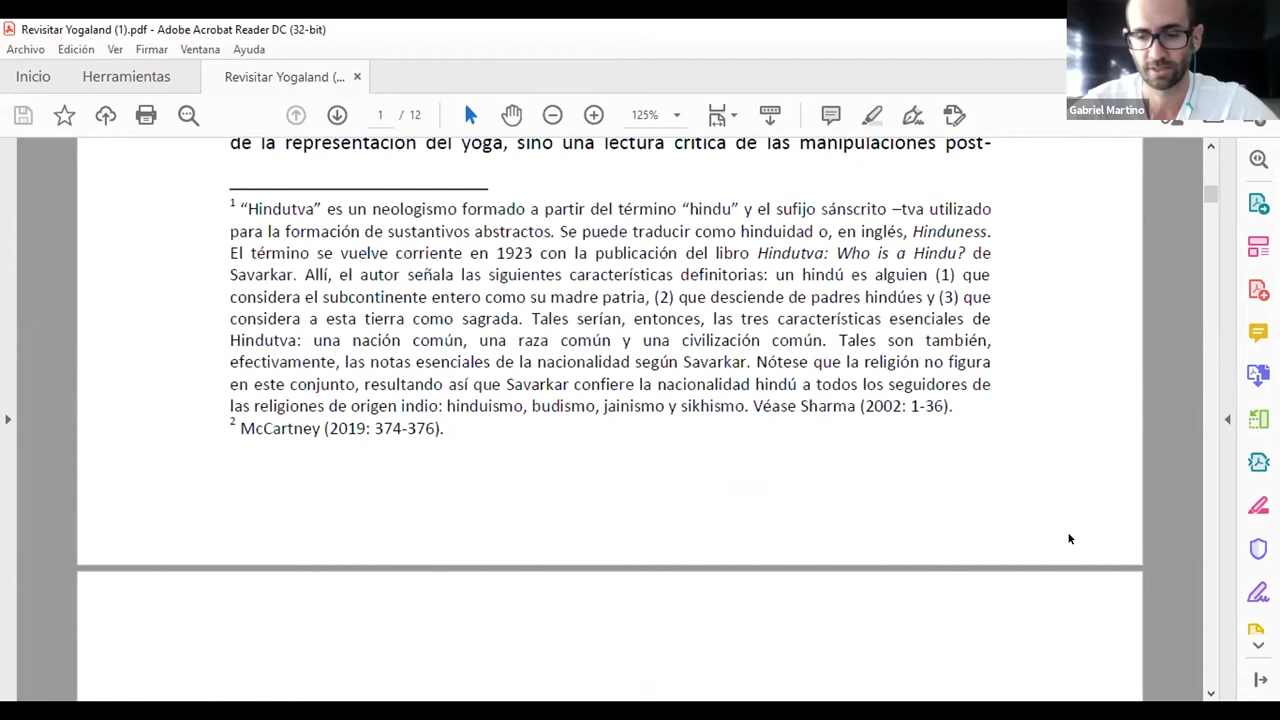 Revisitar Yogaland (1).pdf - Adobe Acrobat Reader DC (32-bit)
Archivo Edición Ver Firmar Ventana Ayuda
Inicio Herramientas Revisitar Yogaland (... ×
/ 12 125%
Gabriel Martino
de la representación del yoga, sino una lectura crítica de las manipulaciones post-
1 “Hindutva” es un neologismo formado a partir del término “hindu” y el sufijo sánscrito –tva utilizado
para la formación de sustantivos abstractos. Se puede traducir como hinduidad o, en inglés, Hinduness.
El término se vuelve corriente en 1923 con la publicación del libro Hindutva: Who is a Hindu? de
Savarkar. Allí, el autor señala las siguientes características definitorias: un hindú es alguien (1) que
considera el subcontinente entero como su madre patria, (2) que desciende de padres hindúes y (3) que
considera a esta tierra como sagrada. Tales serían, entonces, las tres características esenciales de
Hindutva: una nación común, una raza común y una civilización común. Tales son también,
efectivamente, las notas esenciales de la nacionalidad según Savarkar. Nótese que la religión no figura
en este conjunto, resultando así que Savarkar confiere la nacionalidad hindú a todos los seguidores de
las religiones de origen indio: hinduismo, budismo, jainismo y sikhismo. Véase Sharma (2002: 1-36).
2 McCartney (2019: 374-376).